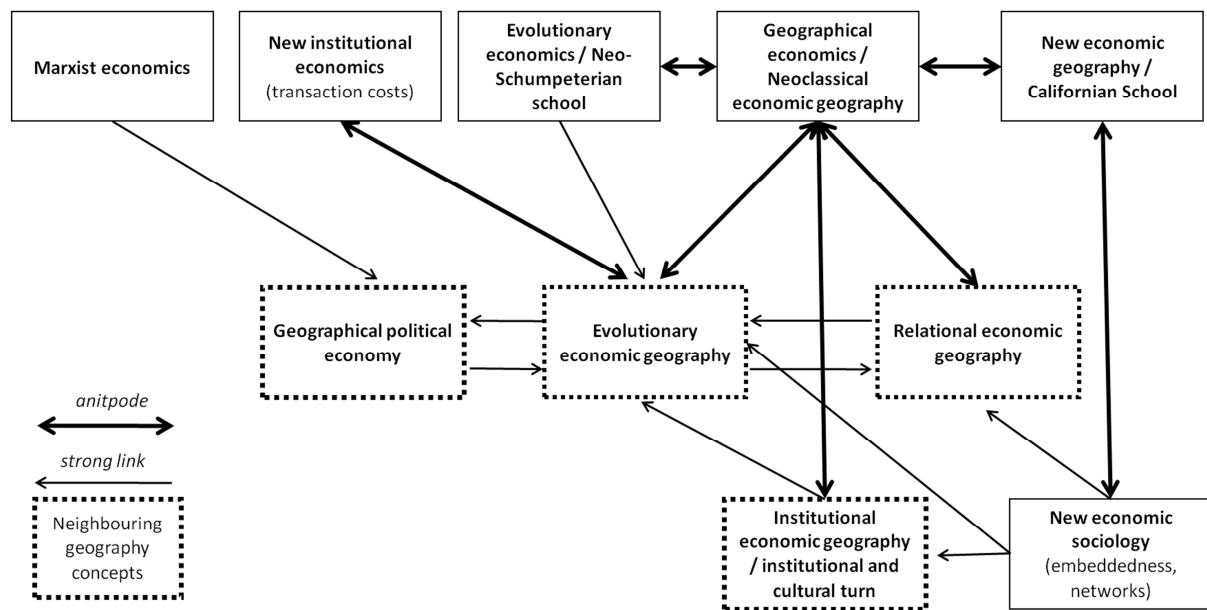 Marxist economics
New institutional
economics
(transaction costs)
Evolutionary
economics / Neo-
Schumpeterian
school
Geographical
economics /
Neoclassical
economic geography
New economic
geography /
Californian School
Geographical political
economy
Evolutionary
economic geography
Relational economic
geography
anitpode
strong link
Neighbouring
geography
concepts
Institutional
economic geography
/ institutional and
cultural turn
New economic
sociology
(embeddedness,
networks)